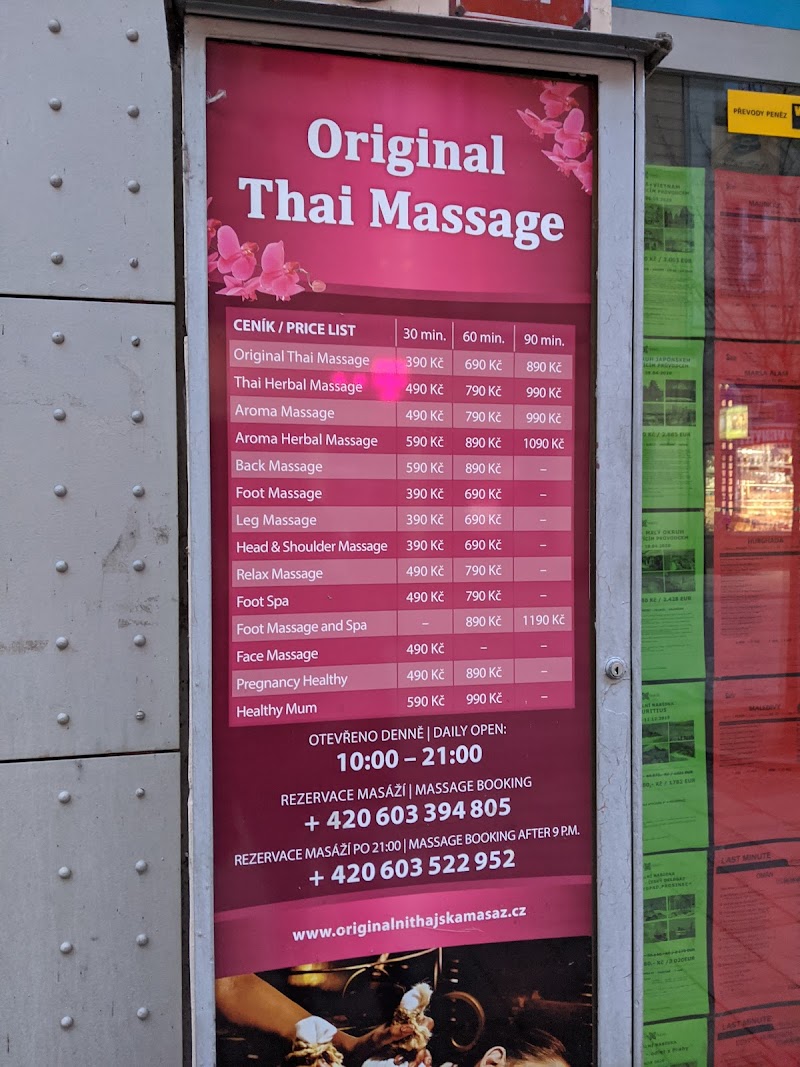 Original
Thai Massage
CENÍK / PRICE LIST 30 min. 60 min. 90 min.
Original Thai Massage 390 Kč 690 Kč 890 Kč
Thai Herbal Massage 490 Kč 790 Kč 990 Kč
Aroma Massage 490 Kč 790 Kč 990 Kč
Aroma Herbal Massage 590 Kč 890 Kč 1090 Kč
Back Massage 590 Kč 890 Kč –
Foot Massage 390 Kč 690 Kč –
Leg Massage 390 Kč 690 Kč –
Head & Shoulder Massage 390 Kč 690 Kč –
Relax Massage 490 Kč 790 Kč –
Foot Spa 490 Kč 790 Kč –
Foot Massage and Spa – 890 Kč 1190 Kč
Face Massage 490 Kč – –
Pregnancy Healthy 490 Kč 890 Kč –
Healthy Mum 590 Kč 990 Kč –
OTEVŘENO DENNĚ | DAILY OPEN:
10:00 – 21:00
REZERVACE MASÁŽÍ | MASSAGE BOOKING
+ 420 603 394 805
REZERVACE MASÁŽÍ PO 21:00 | MASSAGE BOOKING AFTER 9 P.M.
+ 420 603 522 952
www.originalnithajskamasaz.cz
PŘEVODY PENĚZ
LAST MINUTE
LAST MINUTE